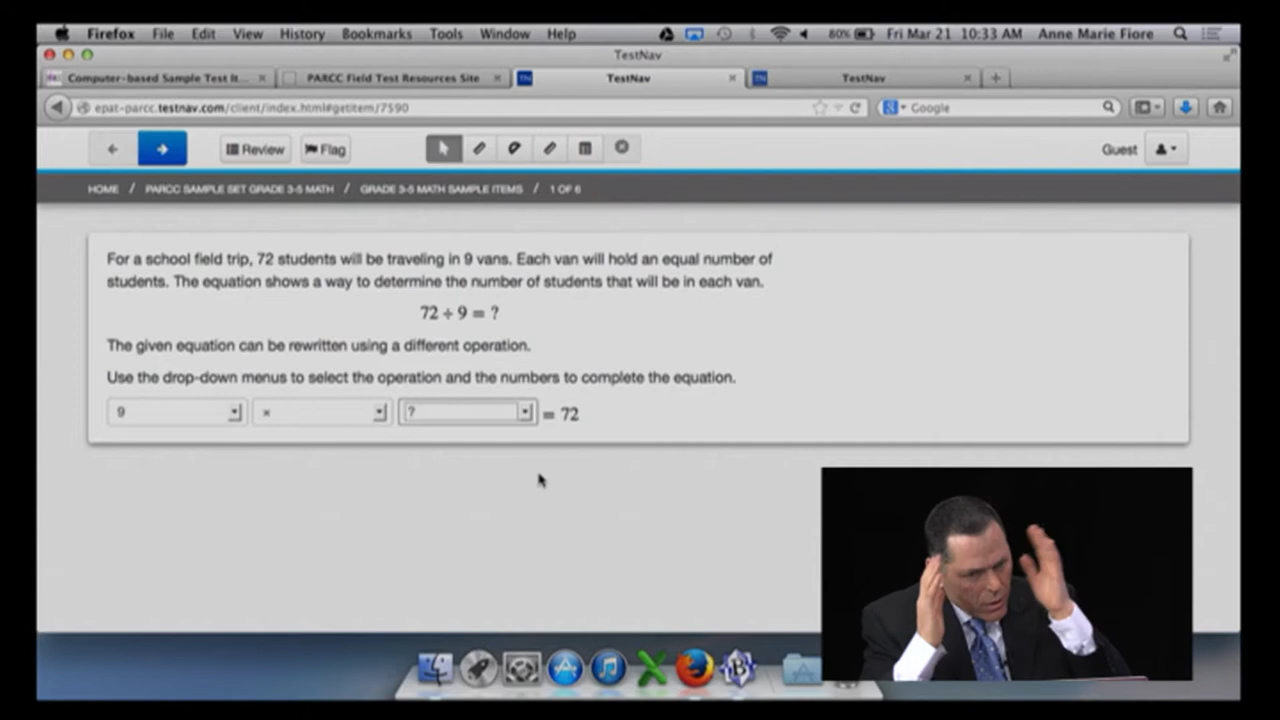 Firefox File Edit View History Bookmarks Tools Window Help 80% Fri Mar 21 10:33 AM Anne Marie Fiore
TestNav
Computer-based Sample Test It... PARCC Field Test Resources Site TestNav TestNav
epat-parcc.testnav.com/client/index.html#getitem/7590 Google
Review Flag Guest
HOME / PARCC SAMPLE SET GRADE 3-5 MATH / GRADE 3-5 MATH SAMPLE ITEMS / 1 OF 6
For a school field trip, 72 students will be traveling in 9 vans. Each van will hold an equal number of
students. The equation shows a way to determine the number of students that will be in each van.
72 ÷ 9 = ?
The given equation can be rewritten using a different operation.
Use the drop-down menus to select the operation and the numbers to complete the equation.
9 × ? = 72